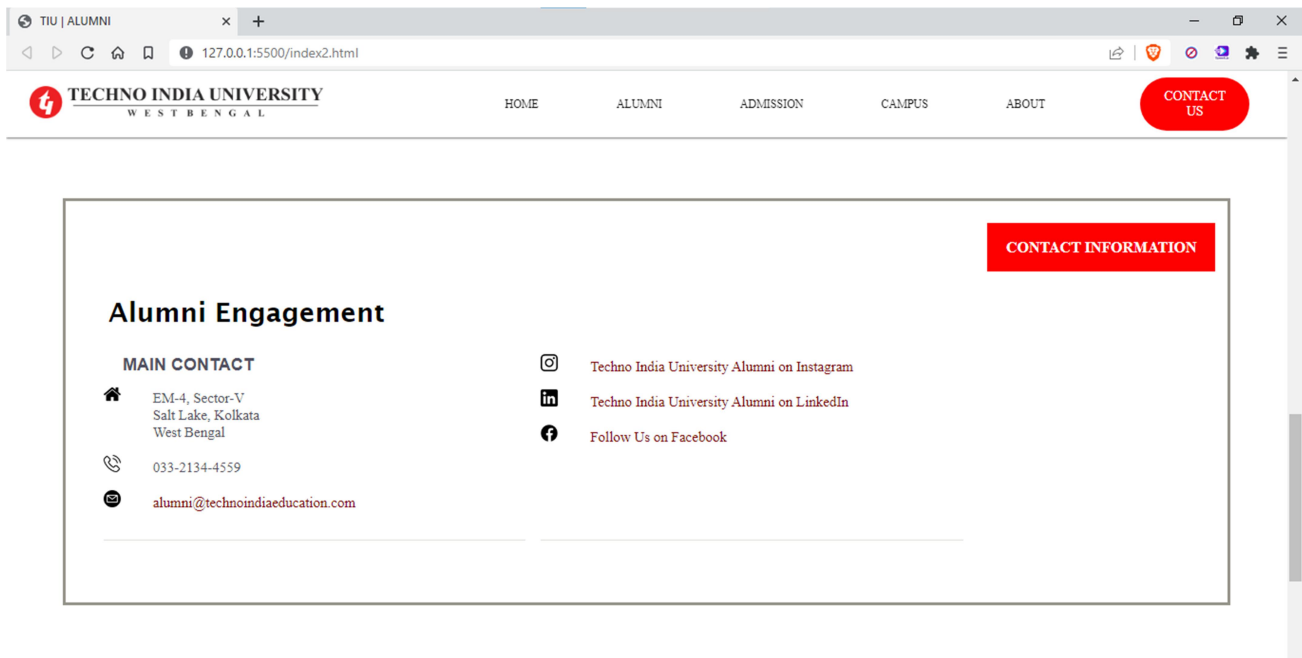 TIU | ALUMNI
127.0.0.1:5500/index2.html
TECHNO INDIA UNIVERSITY
WEST BENGAL
HOME
ALUMNI
ADMISSION
CAMPUS
ABOUT
CONTACT
US
CONTACT INFORMATION
Alumni Engagement
MAIN CONTACT
EM-4, Sector-V
Salt Lake, Kolkata
West Bengal
033-2134-4559
alumni@technoindiaeducation.com
Techno India University Alumni on Instagram
Techno India University Alumni on LinkedIn
Follow Us on Facebook